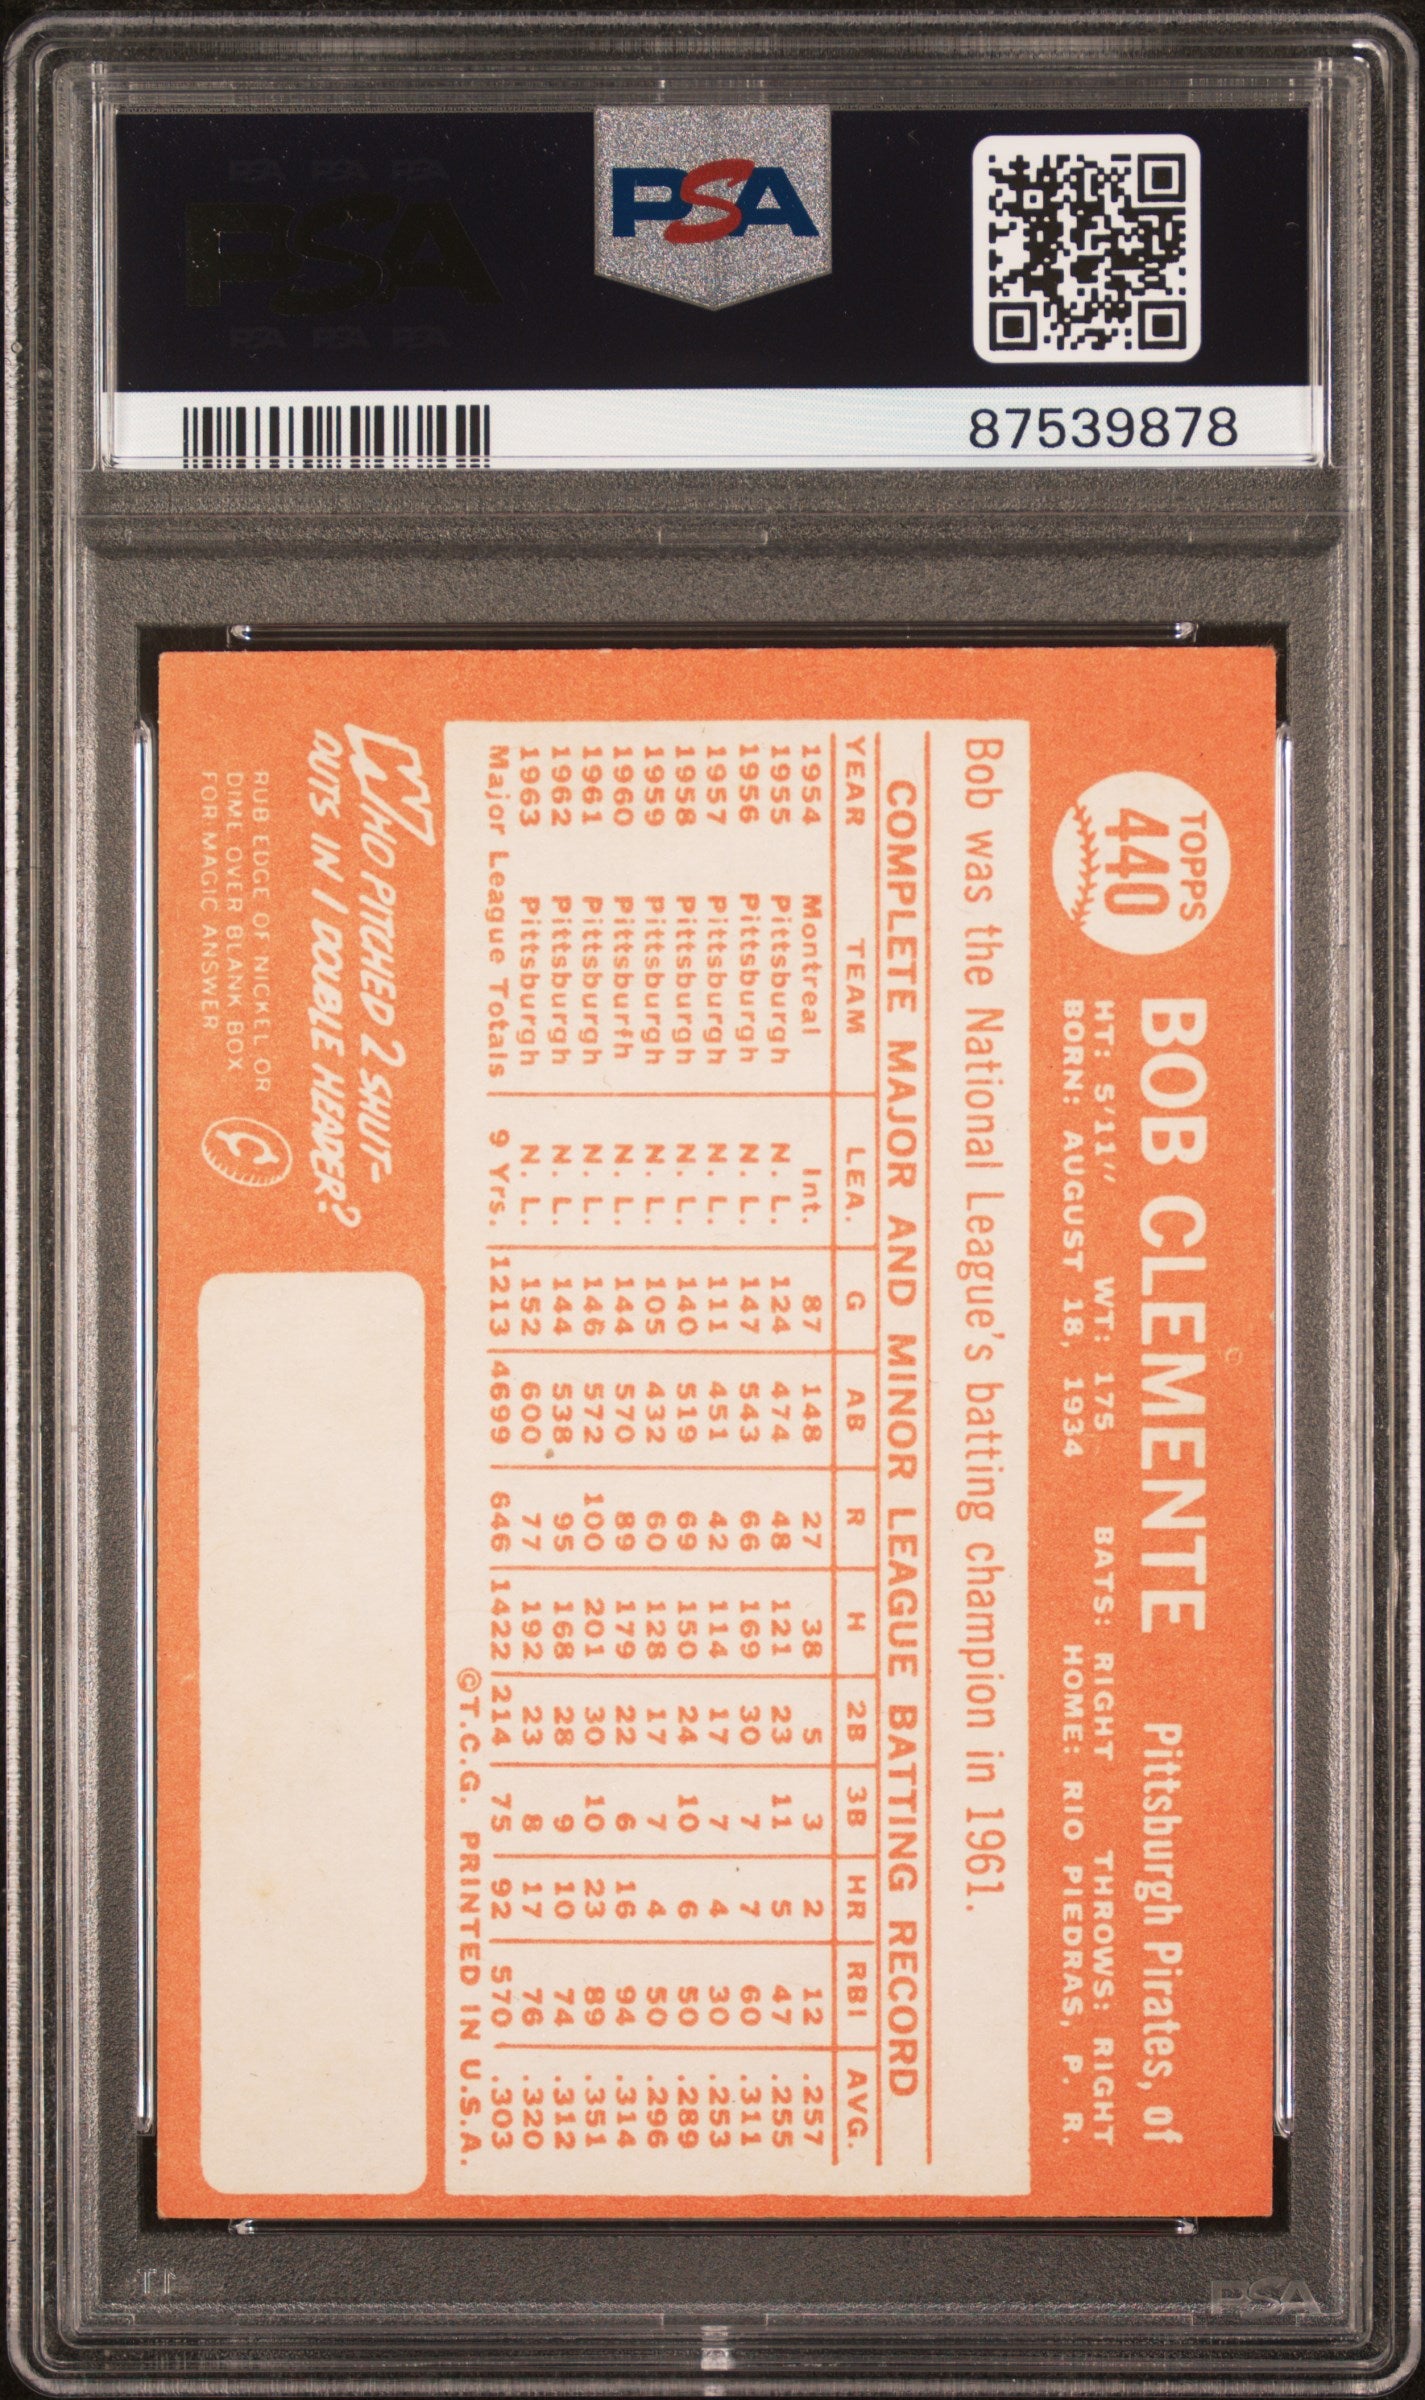 PSA
PSA PSA PSA
PSA
PSA PSA PSA
87539878
TOPPS
440
BOB CLEMENTE Pittsburgh Pirates, of
HT: 5'11" WT: 175 BATS: RIGHT THROWS: RIGHT
BORN: AUGUST 18, 1934 HOME: RIO PIEDRAS, P. R.
Bob was the National League's batting champion in 1961.
COMPLETE MAJOR AND MINOR LEAGUE BATTING RECORD
YEAR TEAM LEA. G AB R H 2B 3B HR RBI AVG.
1954 Montreal Int. 87 148 27 38 5 3 2 12 .257
1955 Pittsburgh N. L. 124 474 48 121 23 11 5 47 .255
1956 Pittsburgh N. L. 147 543 66 169 30 7 7 60 .311
1957 Pittsburgh N. L. 111 451 42 114 17 7 4 30 .253
1958 Pittsburgh N. L. 140 519 69 150 24 10 6 50 .289
1959 Pittsburgh N. L. 105 432 60 128 17 7 4 50 .296
1960 Pittsburfh N. L. 144 570 89 179 22 6 16 94 .314
1961 Pittsburgh N. L. 146 572 100 201 30 10 23 89 .351
1962 Pittsburgh N. L. 144 538 95 168 28 9 10 74 .312
1963 Pittsburgh N. L. 152 600 77 192 23 8 17 76 .320
Major League Totals 9 Yrs. 1213 4699 646 1422 214 75 92 570 .303
©T.C.G. PRINTED IN U.S.A.
WHO PITCHED 2 SHUT-
OUTS IN 1 DOUBLE HEADER?
RUB EDGE OF NICKEL OR
DIME OVER BLANK BOX
FOR MAGIC ANSWER
C
PSA